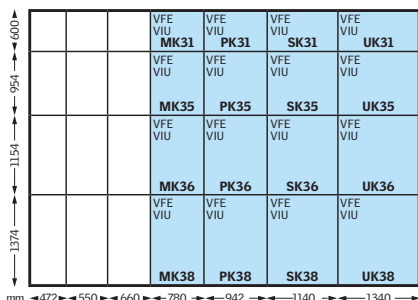 600
VFE VFE VFE VFE
VIU VIU VIU VIU
MK31 PK31 SK31 UK31
954
VFE VFE VFE VFE
VIU VIU VIU VIU
MK35 PK35 SK35 UK35
1154
VFE VFE VFE VFE
VIU VIU VIU VIU
MK36 PK36 SK36 UK36
1374
VFE VFE VFE VFE
VIU VIU VIU VIU
MK38 PK38 SK38 UK38
mm 472 550 660 780 942 1140 1340